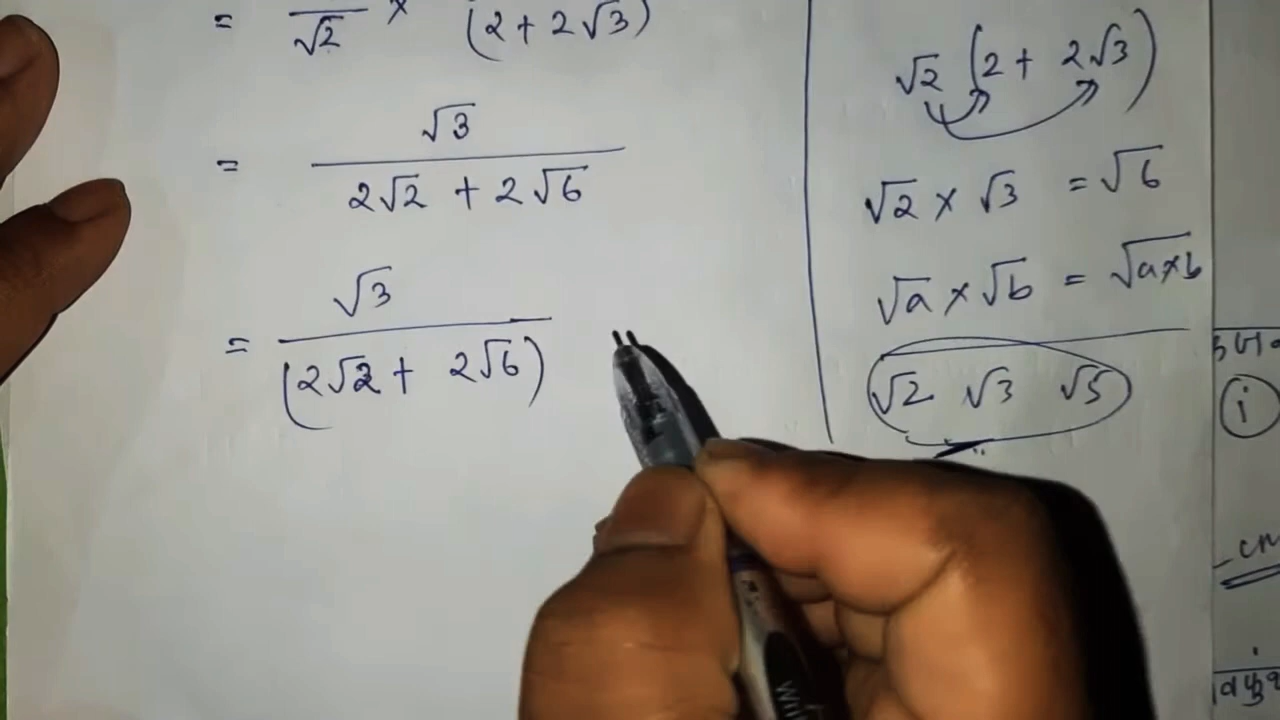 = / √2 × (2 + 2√3)
= √3 / 2√2 + 2√6
= √3 / (2√2 + 2√6)
√2 (2 + 2√3)
√2 × √3 = √6
√a × √b = √a×b
√2 √3 √5
i
cm